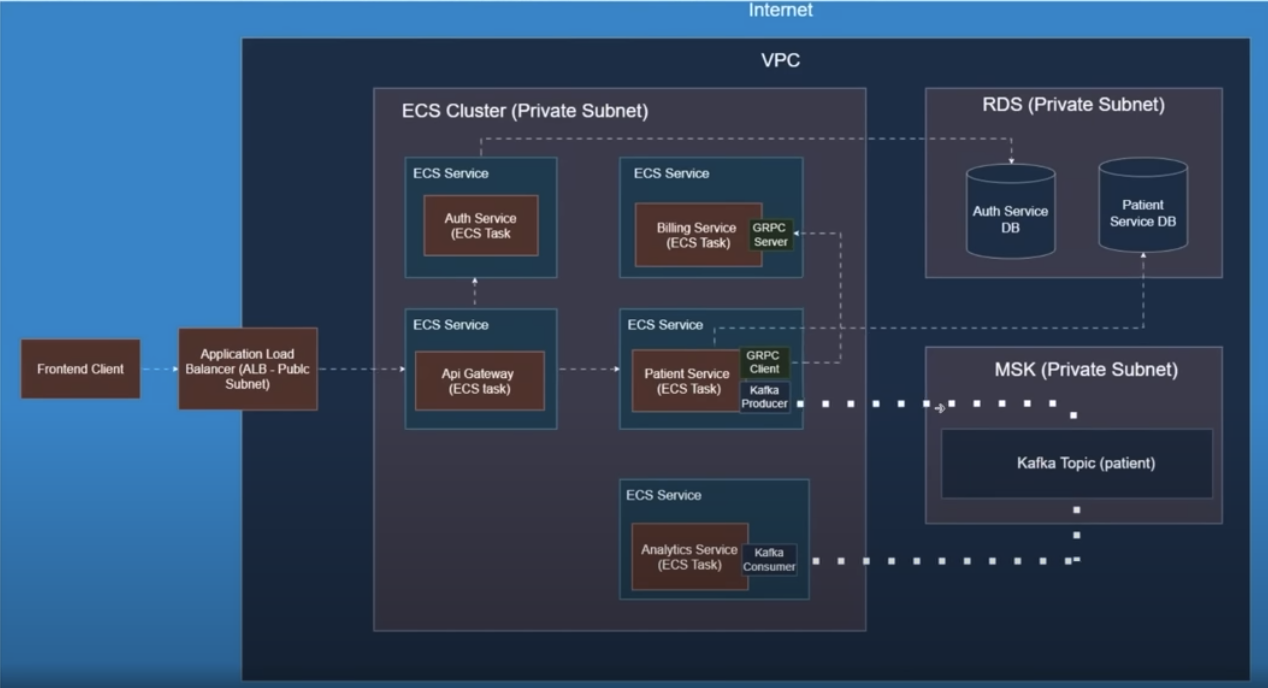 Internet
VPC
ECS Cluster (Private Subnet)
RDS (Private Subnet)
ECS Service
Auth Service
(ECS Task
ECS Service
Billing Service
(ECS Task)
GRPC
Server
Auth Service
DB
Patient
Service DB
Frontend Client
Application Load
Balancer (ALB - Publc
Subnet)
ECS Service
Api Gateway
(ECS task)
ECS Service
Patient Service
(ECS Task)
GRPC
Client
Kafka
Producer
MSK (Private Subnet)
Kafka Topic (patient)
ECS Service
Analytics Service
(ECS Task)
Kafka
Consumer